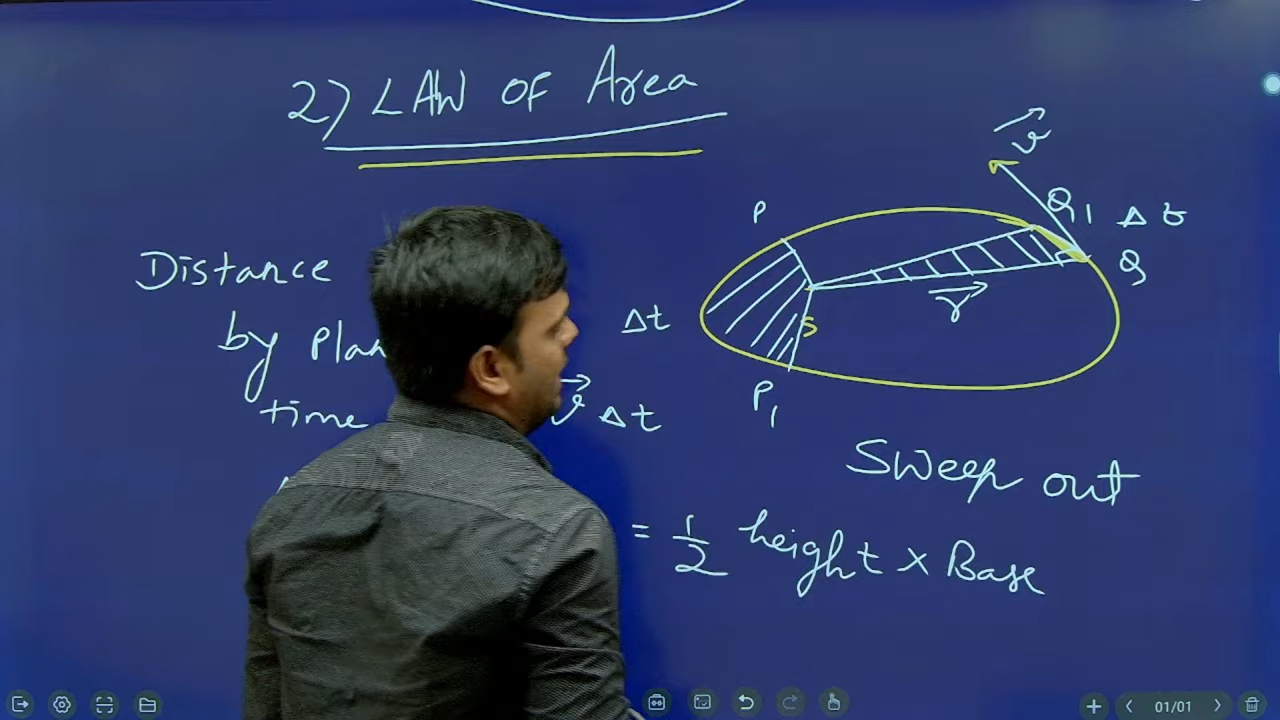 2) LAW OF Area
Distance
by Plan
time v Δt
= 1/2 height × Base
Sweep out
P
P1
S
Δt
r
v
Q1 Δt
Q
01/01